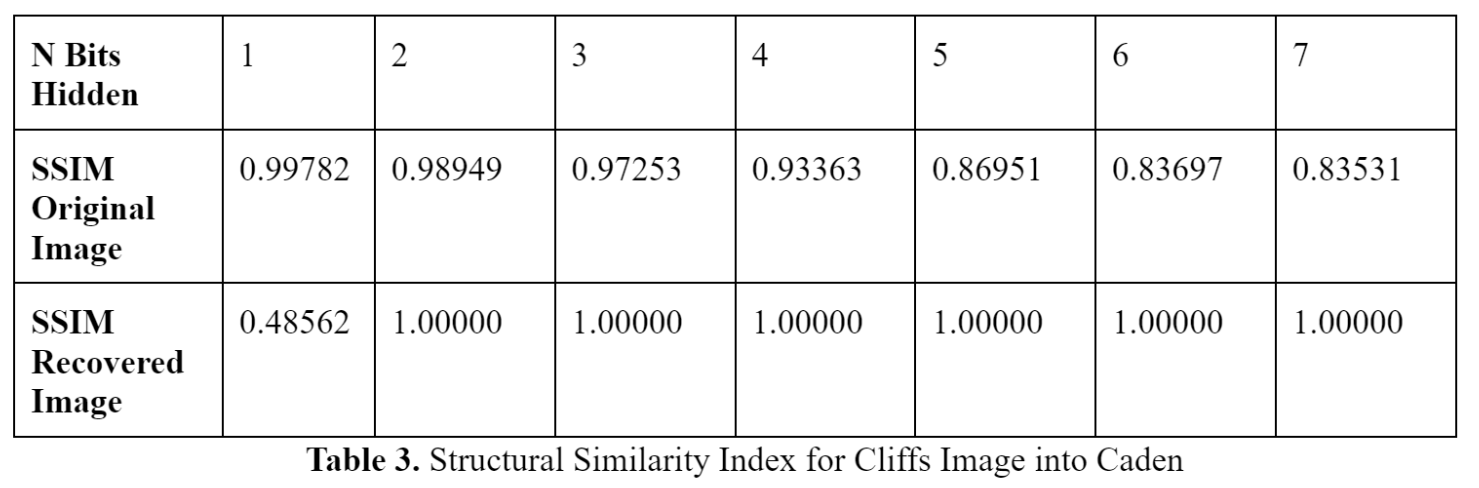 N Bits Hidden 1 2 3 4 5 6 7
SSIM Original Image 0.99782 0.98949 0.97253 0.93363 0.86951 0.83697 0.83531
SSIM Recovered Image 0.48562 1.00000 1.00000 1.00000 1.00000 1.00000 1.00000
Table 3. Structural Similarity Index for Cliffs Image into Caden